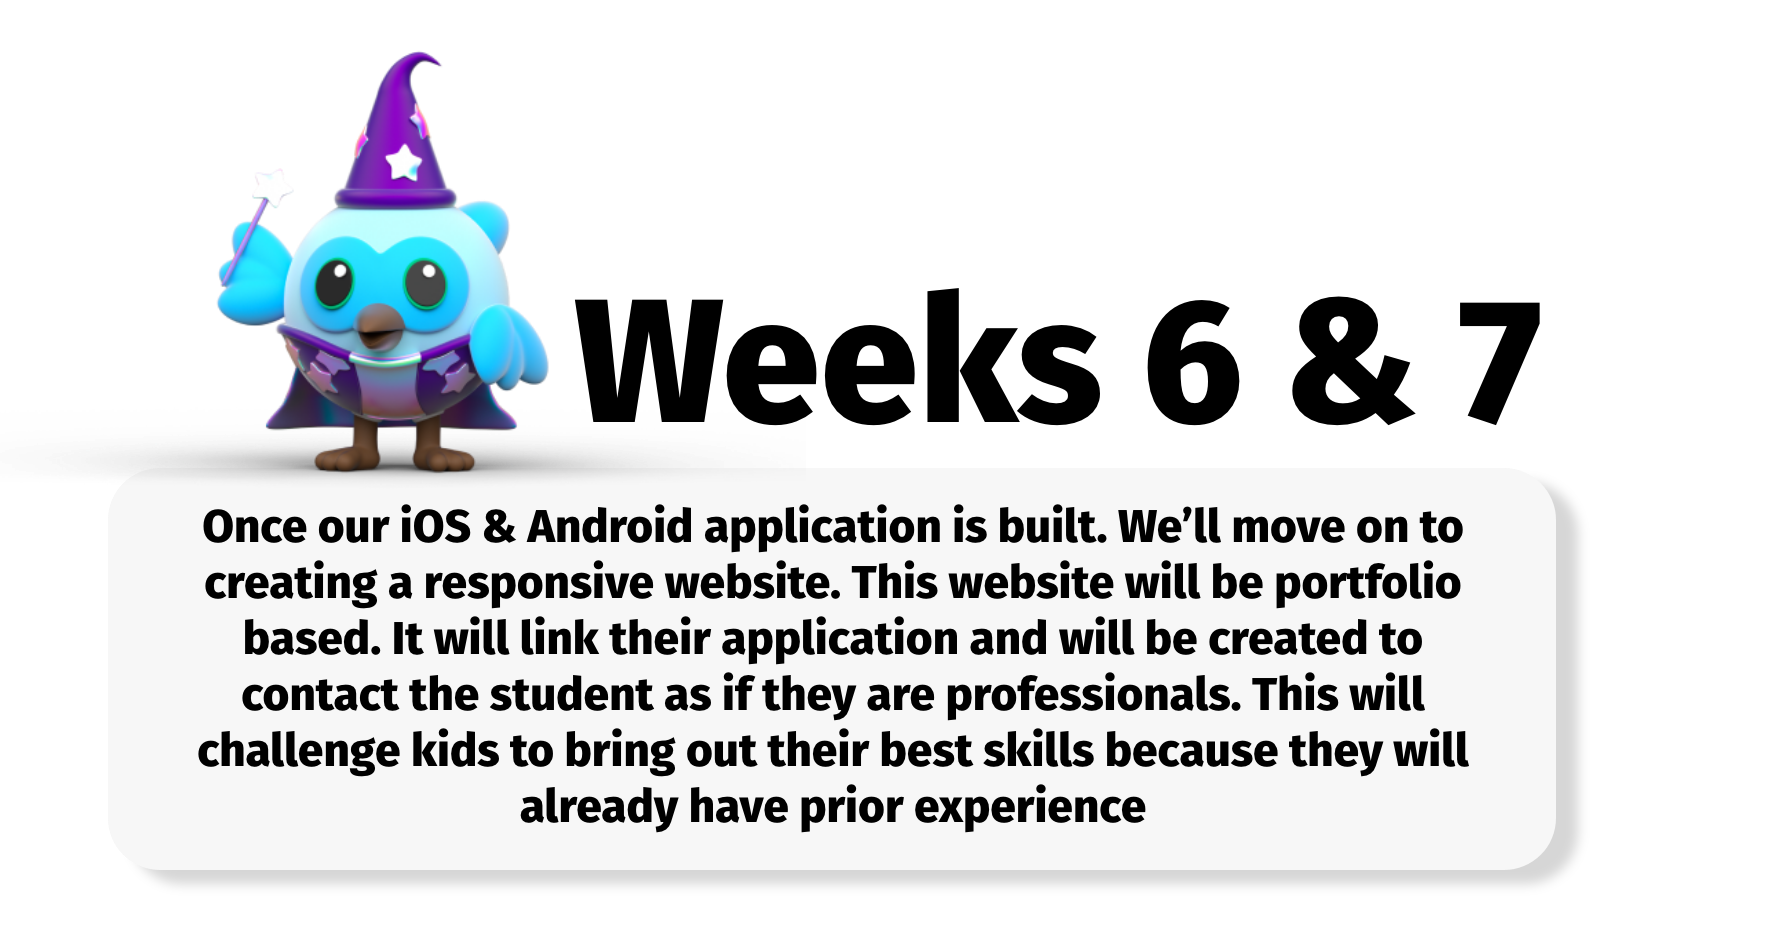 Weeks 6 & 7
Once our iOS & Android application is built. We’ll move on to
creating a responsive website. This website will be portfolio
based. It will link their application and will be created to
contact the student as if they are professionals. This will
challenge kids to bring out their best skills because they will
already have prior experience